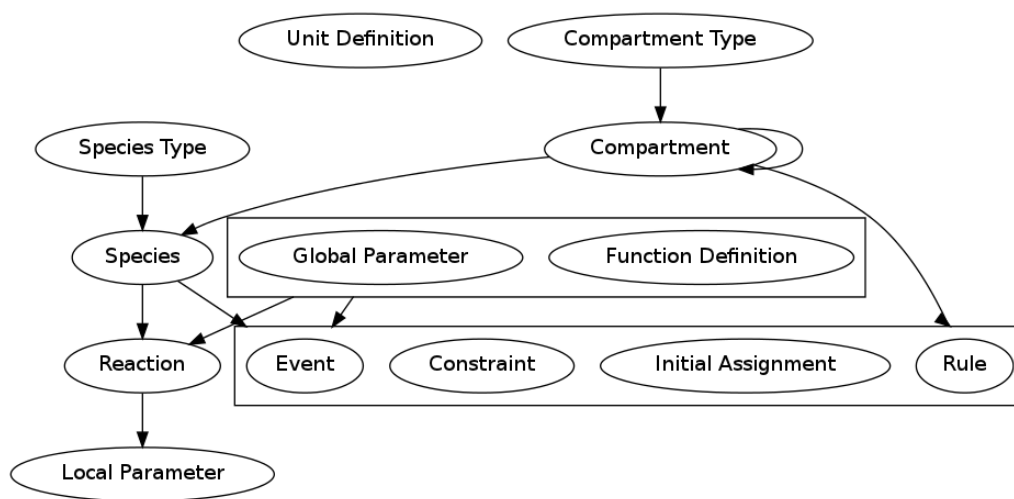 Unit Definition
Compartment Type
Species Type
Compartment
Species
Global Parameter
Function Definition
Reaction
Event
Constraint
Initial Assignment
Rule
Local Parameter